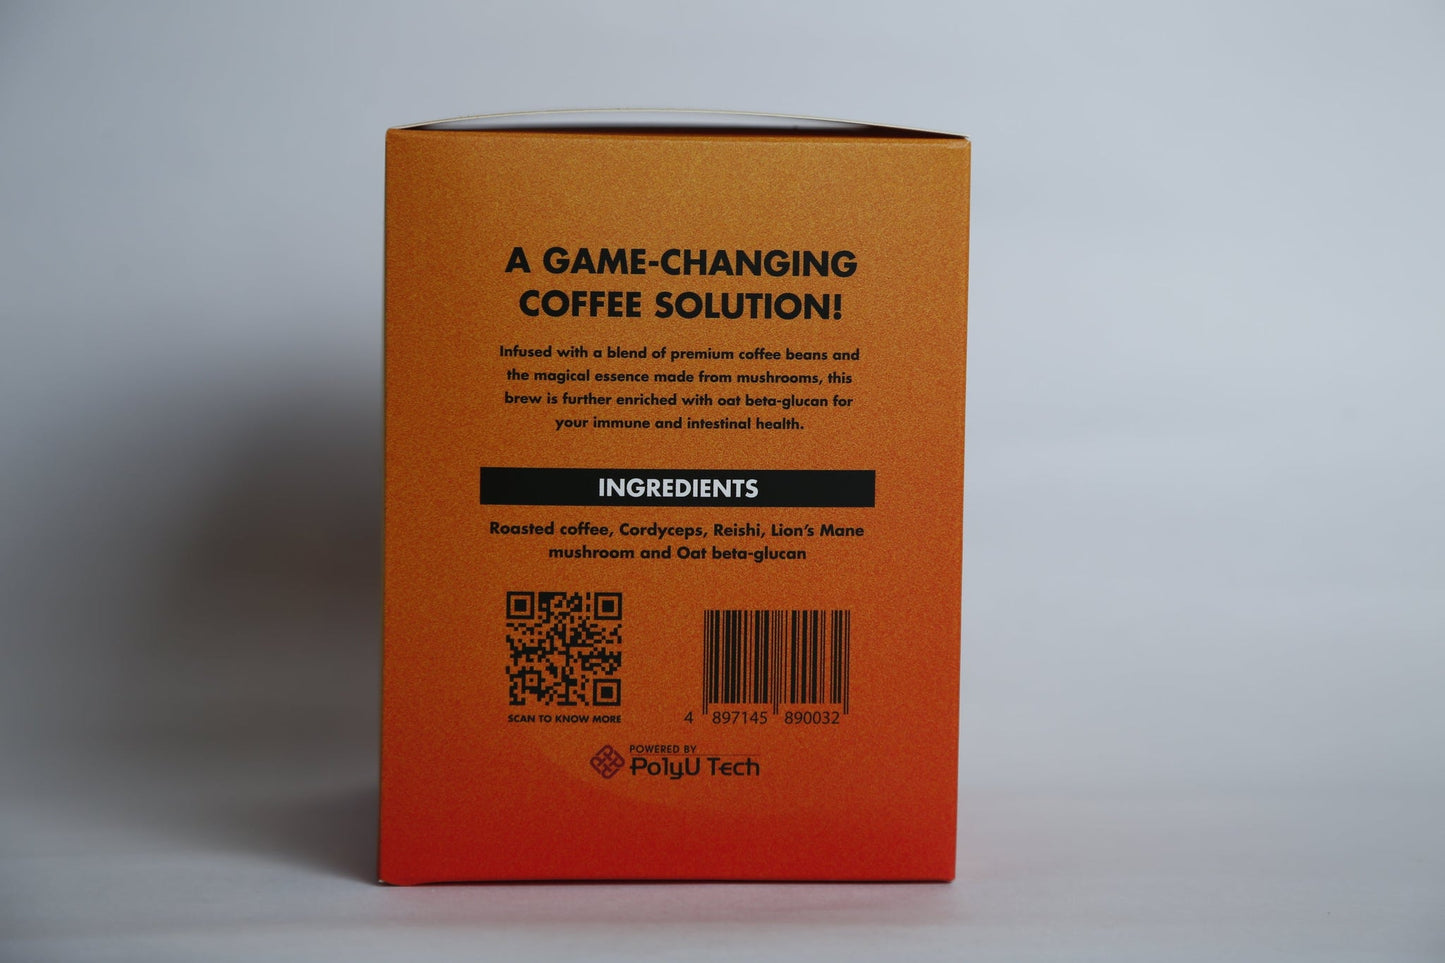 A GAME-CHANGING
COFFEE SOLUTION!
Infused with a blend of premium coffee beans and
the magical essence made from mushrooms, this
brew is further enriched with oat beta-glucan for
your immune and intestinal health.
INGREDIENTS
Roasted coffee, Cordyceps, Reishi, Lion's Mane
mushroom and Oat beta-glucan
SCAN TO KNOW MORE
4 897145 890032
POWERED BY
PolyU Tech